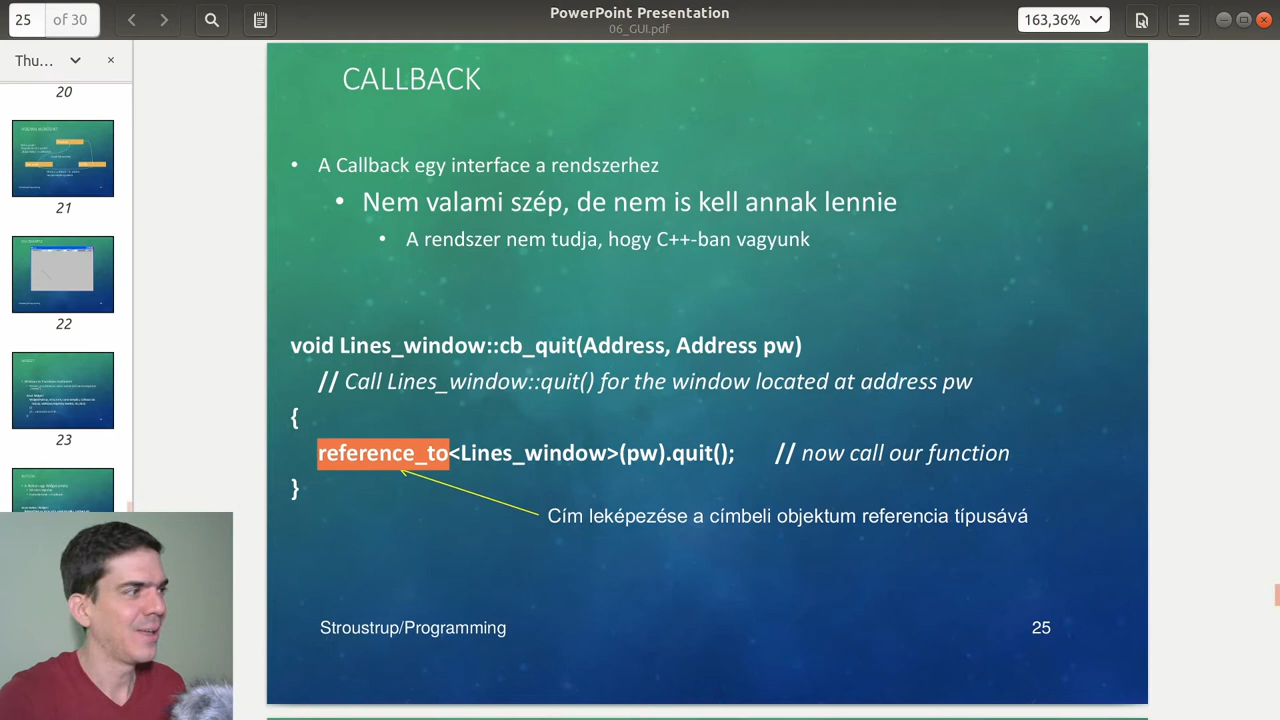 25
of 30
PowerPoint Presentation
06_GUI.pdf
163,36%
Thu...
20
21
22
23
CALLBACK
• A Callback egy interface a rendszerhez
• Nem valami szép, de nem is kell annak lennie
• A rendszer nem tudja, hogy C++-ban vagyunk
void Lines_window::cb_quit(Address, Address pw)
// Call Lines_window::quit() for the window located at address pw
{
reference_to<Lines_window>(pw).quit(); // now call our function
}
Cím leképezése a címbeli objektum referencia típusává
Stroustrup/Programming
25